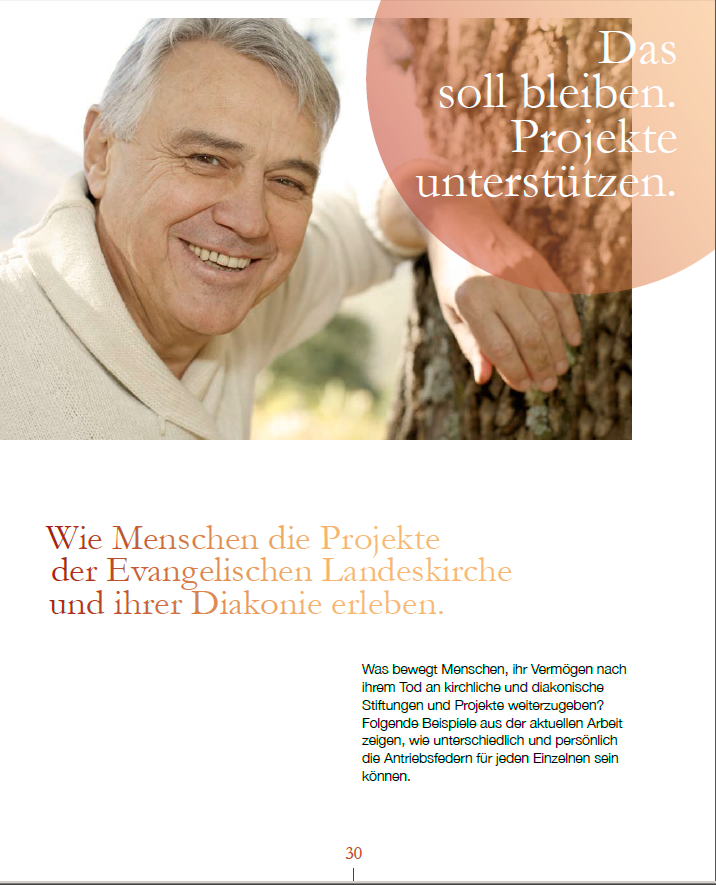 Das
soll bleiben.
Projekte
unterstützen.
Wie Menschen die Projekte
der Evangelischen Landeskirche
und ihrer Diakonie erleben.
Was bewegt Menschen, ihr Vermögen nach
ihrem Tod an kirchliche und diakonische
Stiftungen und Projekte weiterzugeben?
Folgende Beispiele aus der aktuellen Arbeit
zeigen, wie unterschiedlich und persönlich
die Antriebsfedern für jeden Einzelnen sein
können.
30